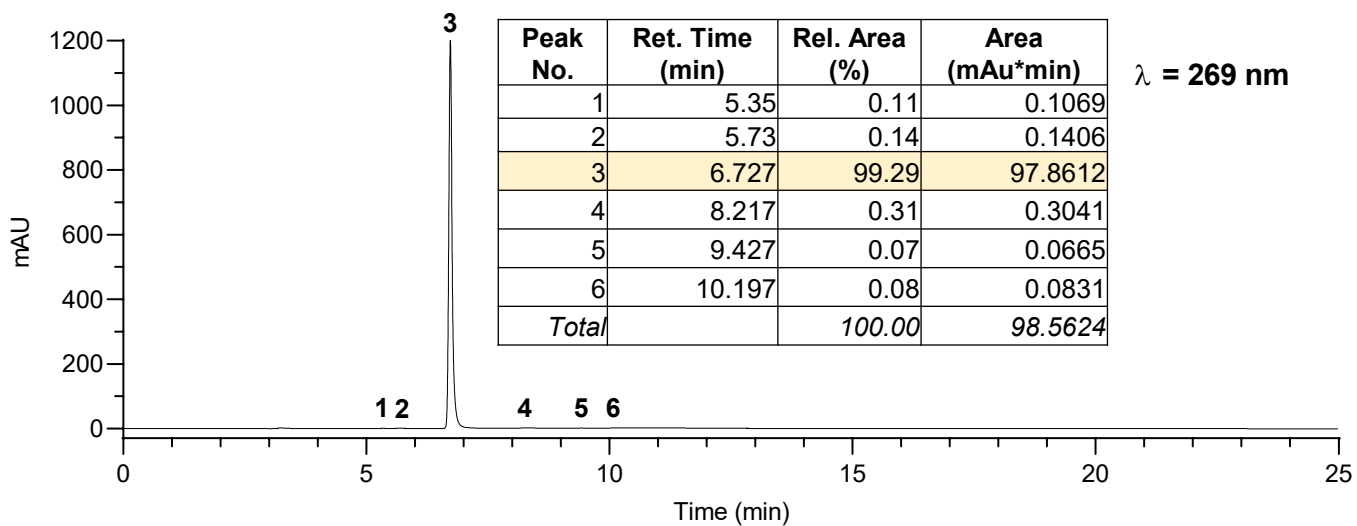 3
1200
1000
800
600
400
200
0
mAU
1 2
4
5
6
0
5
10
15
20
25
Time (min)
Peak No. Ret. Time (min) Rel. Area (%) Area (mAu*min)
1 5.35 0.11 0.1069
2 5.73 0.14 0.1406
3 6.727 99.29 97.8612
4 8.217 0.31 0.3041
5 9.427 0.07 0.0665
6 10.197 0.08 0.0831
Total 100.00 98.5624
λ = 269 nm